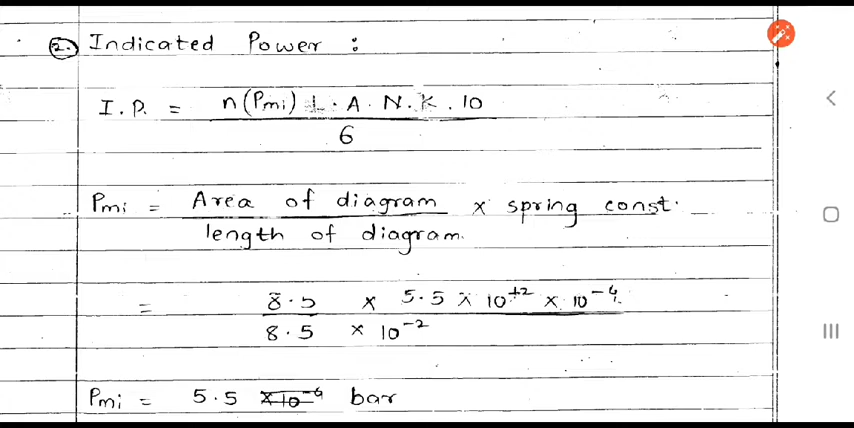 2. Indicated Power :
I.P. = n(Pmi) L.A.N.K.10
6
Pmi = Area of diagram x spring const.
length of diagram.
= 8.5 x 5.5 x 10+2 x 10-4
8.5 x 10-2
Pmi = 5.5 x10-4 bar